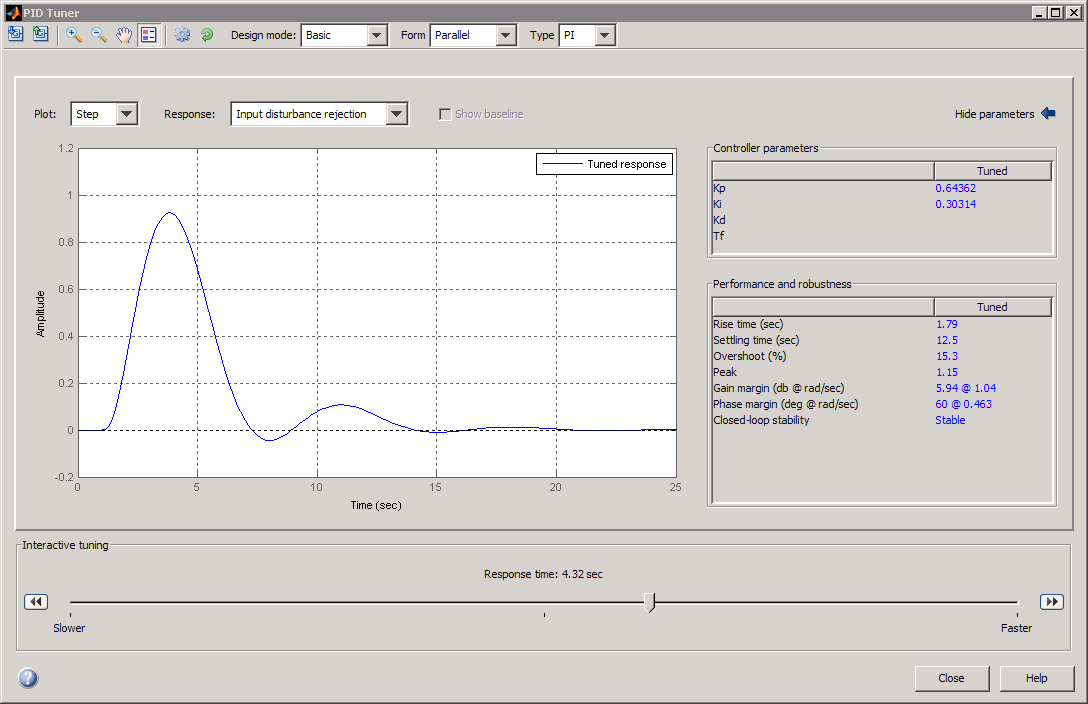 PID Tuner
Design mode: Basic Form Parallel Type PI
Plot: Step Response: Input disturbance rejection Show baseline Hide parameters
Tuned response
1.2
1
0.8
0.6
0.4
0.2
0
-0.2
Amplitude
0 5 10 15 20 25
Time (sec)
Controller parameters
Tuned
Kp 0.64362
Ki 0.30314
Kd
Tf
Performance and robustness
Tuned
Rise time (sec) 1.79
Settling time (sec) 12.5
Overshoot (%) 15.3
Peak 1.15
Gain margin (db @ rad/sec) 5.94 @ 1.04
Phase margin (deg @ rad/sec) 60 @ 0.463
Closed-loop stability Stable
Interactive tuning
Response time: 4.32 sec
Slower Faster
? Close Help